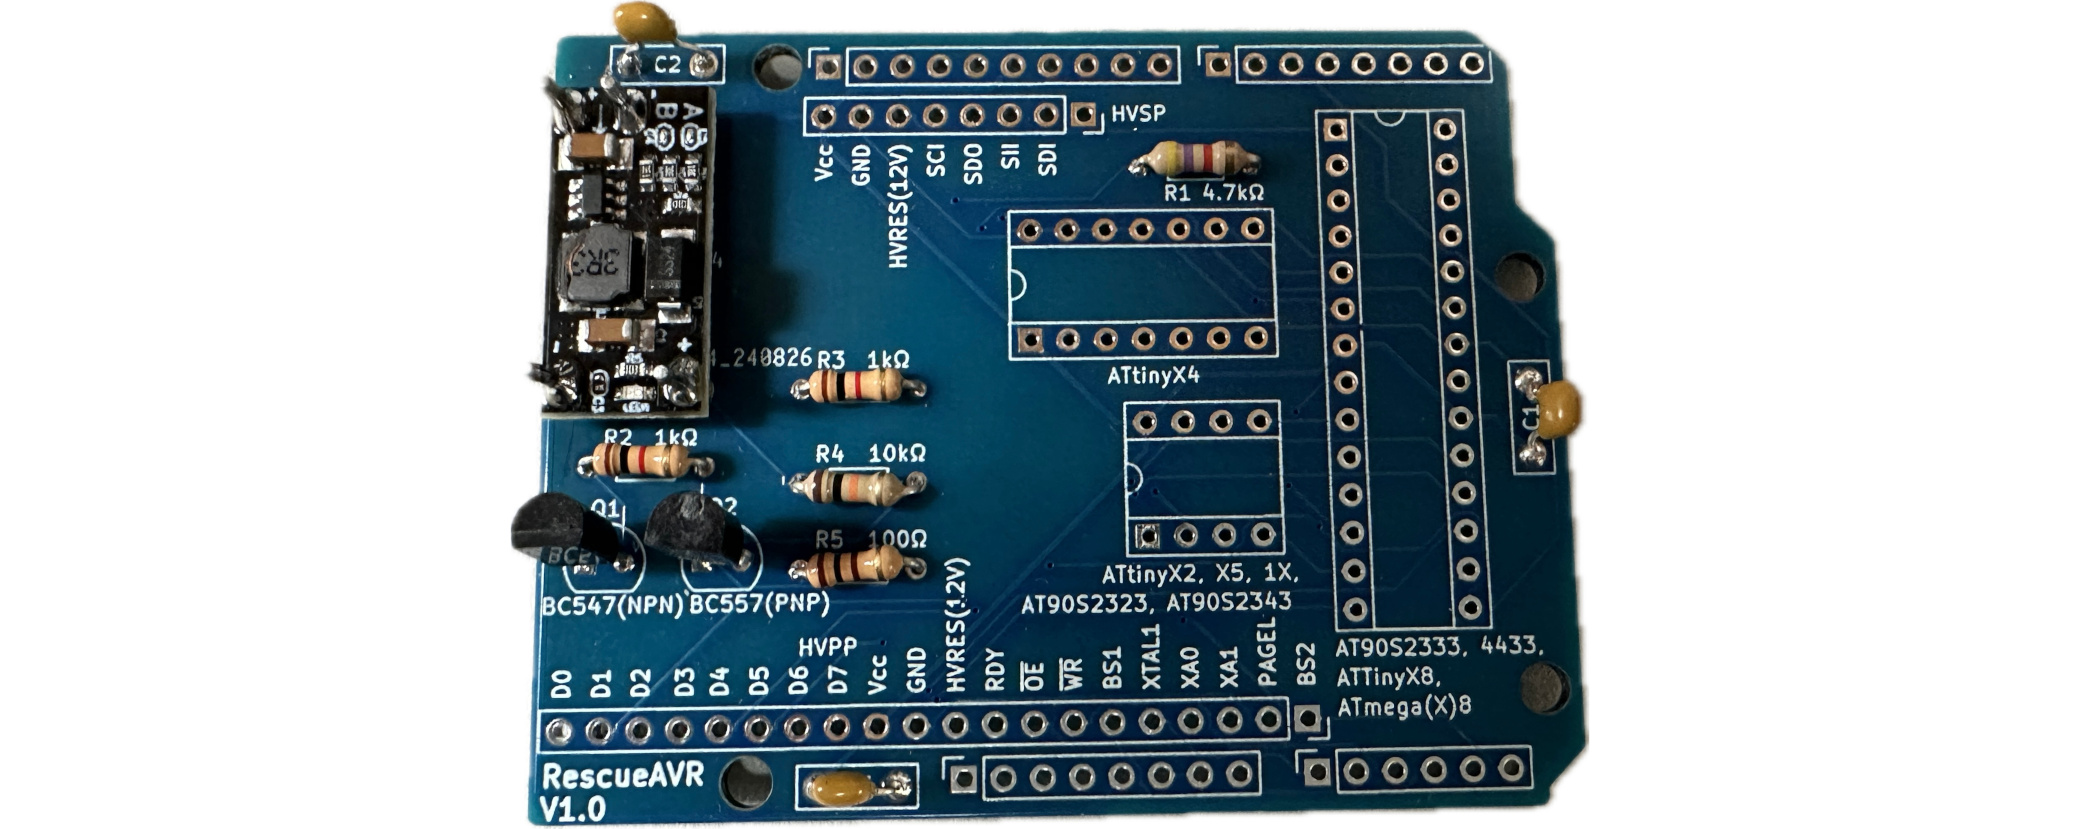 C2
A
B
HVSP
Vcc
GND
HVRES(12V)
SCI
SDO
SII
SDI
R1 4.7kΩ
3R3
SS24
_240826
R3 1kΩ
ATtinyX4
R2 1kΩ
R4 10kΩ
C1
Q1
R5 100Ω
BC547(NPN)
BC557(PNP)
ATtinyX2, X5, 1X,
AT90S2323, AT90S2343
HVPP
D0
D1
D2
D3
D4
D5
D6
D7
Vcc
GND
HVRES(12V)
RDY
OE
WR
BS1
XTAL1
XA0
XA1
PAGEL
BS2
AT90S2333, 4433,
ATTinyX8,
ATmega(X)8
RescueAVR
V1.0